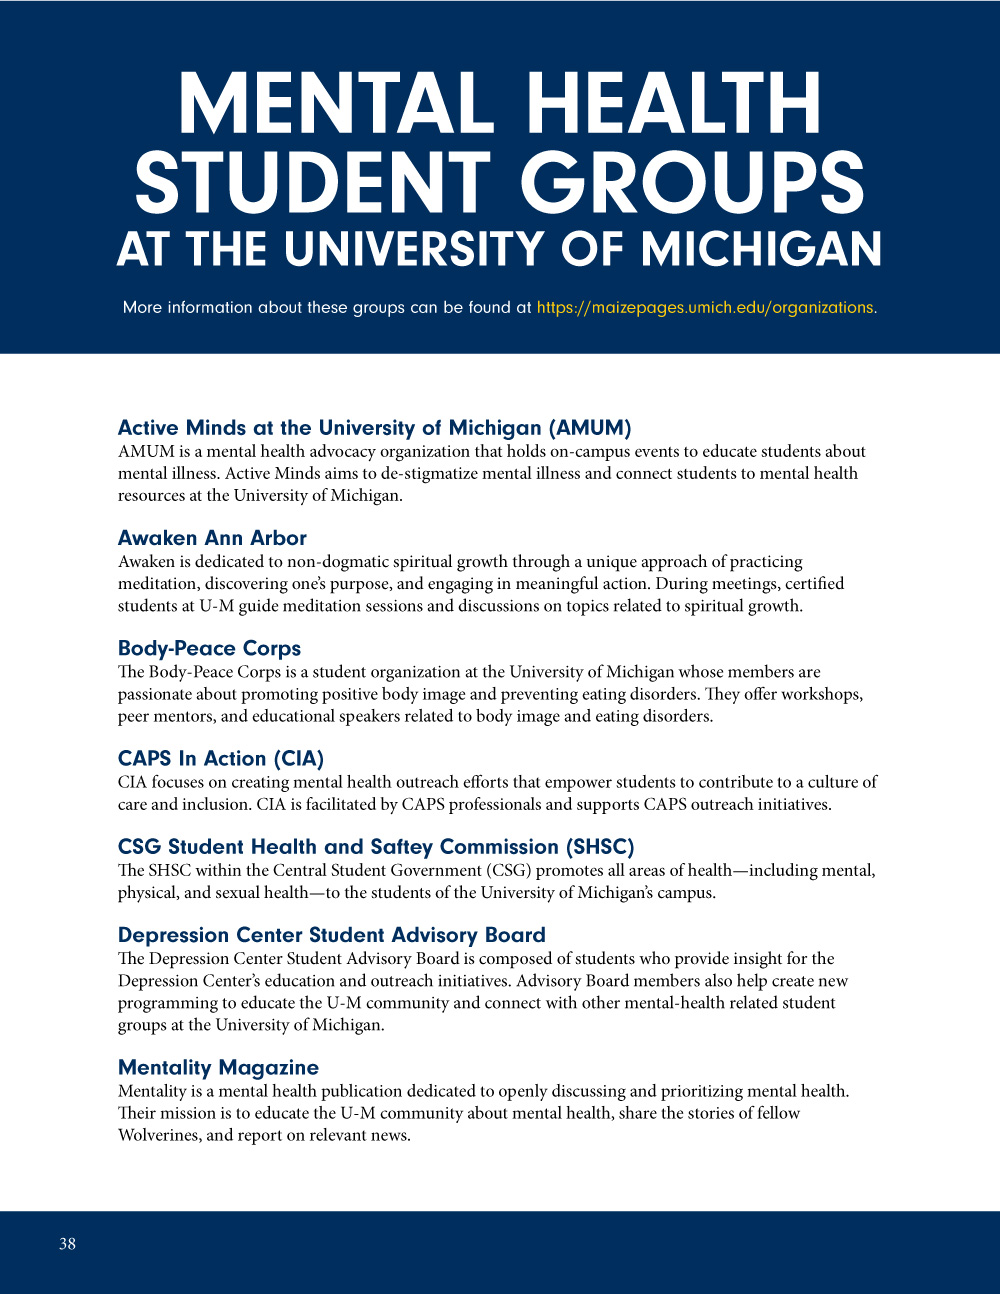 MENTAL HEALTH
STUDENT GROUPS
AT THE UNIVERSITY OF MICHIGAN
More information about these groups can be found at https://maizepages.umich.edu/organizations.
Active Minds at the University of Michigan (AMUM)
AMUM is a mental health advocacy organization that holds on-campus events to educate students about
mental illness. Active Minds aims to de-stigmatize mental illness and connect students to mental health
resources at the University of Michigan.
Awaken Ann Arbor
Awaken is dedicated to non-dogmatic spiritual growth through a unique approach of practicing
meditation, discovering one’s purpose, and engaging in meaningful action. During meetings, certified
students at U-M guide meditation sessions and discussions on topics related to spiritual growth.
Body-Peace Corps
The Body-Peace Corps is a student organization at the University of Michigan whose members are
passionate about promoting positive body image and preventing eating disorders. They offer workshops,
peer mentors, and educational speakers related to body image and eating disorders.
CAPS In Action (CIA)
CIA focuses on creating mental health outreach efforts that empower students to contribute to a culture of
care and inclusion. CIA is facilitated by CAPS professionals and supports CAPS outreach initiatives.
CSG Student Health and Saftey Commission (SHSC)
The SHSC within the Central Student Government (CSG) promotes all areas of health—including mental,
physical, and sexual health—to the students of the University of Michigan’s campus.
Depression Center Student Advisory Board
The Depression Center Student Advisory Board is composed of students who provide insight for the
Depression Center’s education and outreach initiatives. Advisory Board members also help create new
programming to educate the U-M community and connect with other mental-health related student
groups at the University of Michigan.
Mentality Magazine
Mentality is a mental health publication dedicated to openly discussing and prioritizing mental health.
Their mission is to educate the U-M community about mental health, share the stories of fellow
Wolverines, and report on relevant news.
38